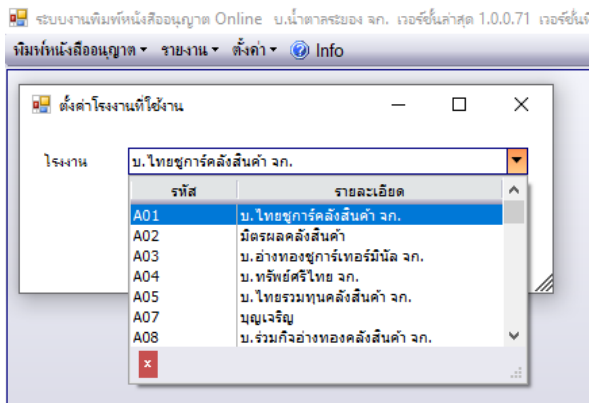 ระบบงานพิมพ์หนังสืออนุญาต Online บ.น้ำตาลระยอง จก. เวอร์ชั่นล่าสุด 1.0.0.71 เวอร์ชั่นที่
พิมพ์หนังสืออนุญาต รายงาน ตั้งค่า Info
ตั้งค่าโรงงานที่ใช้งาน
โรงงาน บ.ไทยชูการ์คลังสินค้า จก.
รหัส รายละเอียด
A01 บ.ไทยชูการ์คลังสินค้า จก.
A02 มิตรผลคลังสินค้า
A03 บ.อ่างทองชูการ์เทอร์มินัล จก.
A04 บ.ทรัพย์ศรีไทย จก.
A05 บ.ไทยรวมทุนคลังสินค้า จก.
A07 บุญเจริญ
A08 บ.ร่วมกิจอ่างทองคลังสินค้า จก.
x